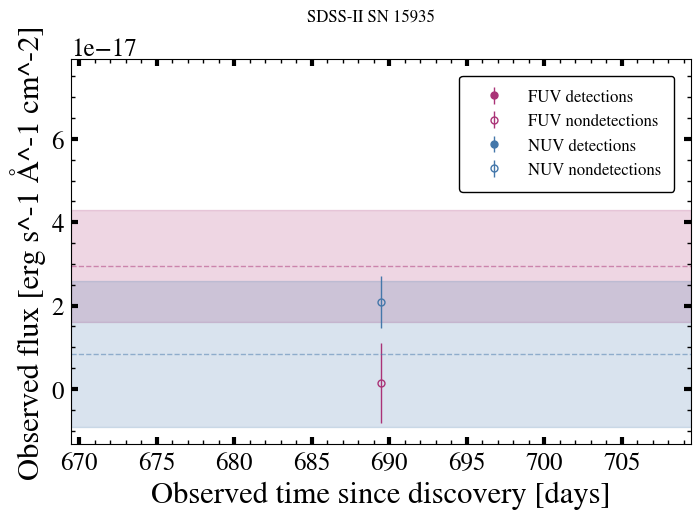 SDSS-II SN 15935
1e−17
Observed flux [erg s^-1 Å^-1 cm^-2]
6
4
2
0
FUV detections
FUV nondetections
NUV detections
NUV nondetections
670 675 680 685 690 695 700 705
Observed time since discovery [days]